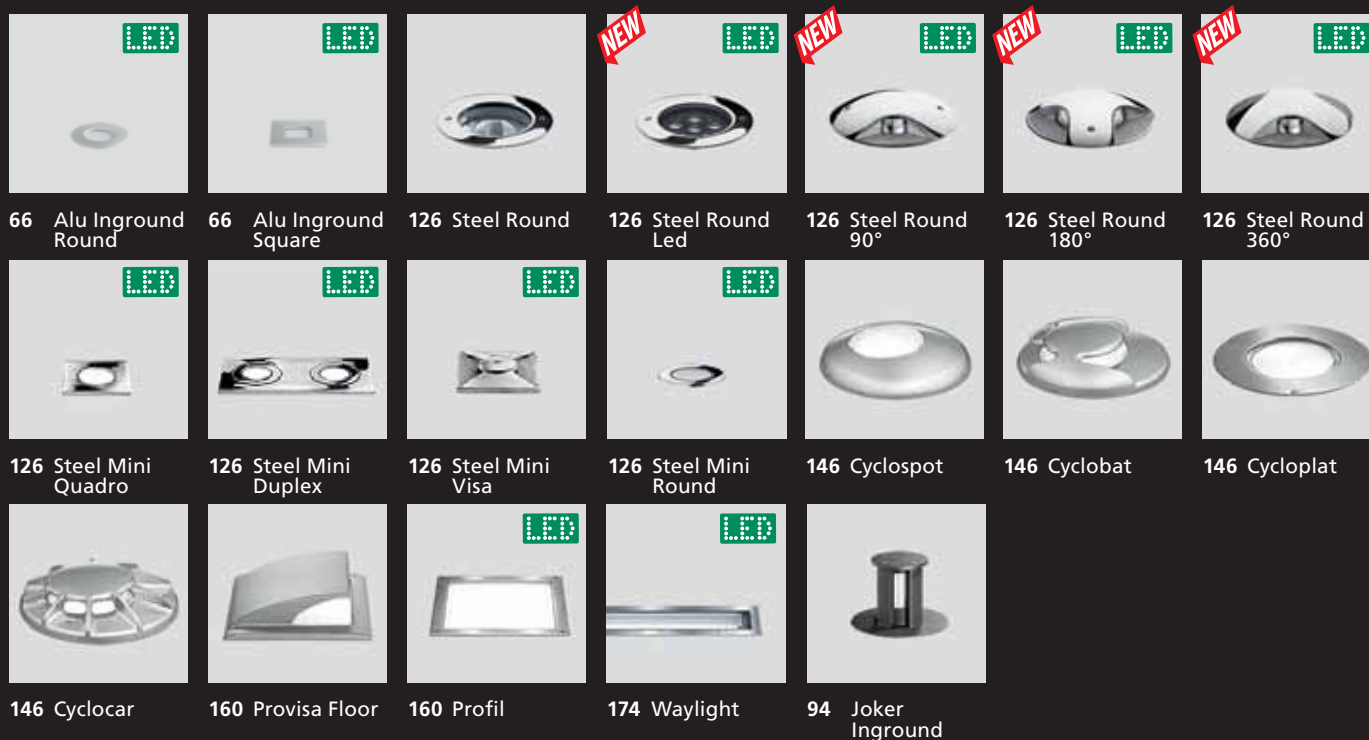 LED
LED
NEW
LED
NEW
LED
NEW
LED
NEW
LED
66 Alu Inground
Round
66 Alu Inground
Square
126 Steel Round
126 Steel Round
Led
126 Steel Round
90°
126 Steel Round
180°
126 Steel Round
360°
LED
LED
LED
LED
126 Steel Mini
Quadro
126 Steel Mini
Duplex
126 Steel Mini
Visa
126 Steel Mini
Round
146 Cyclospot
146 Cyclobat
146 Cycloplat
LED
LED
146 Cyclocar
160 Provisa Floor
160 Profil
174 Waylight
94 Joker
Inground